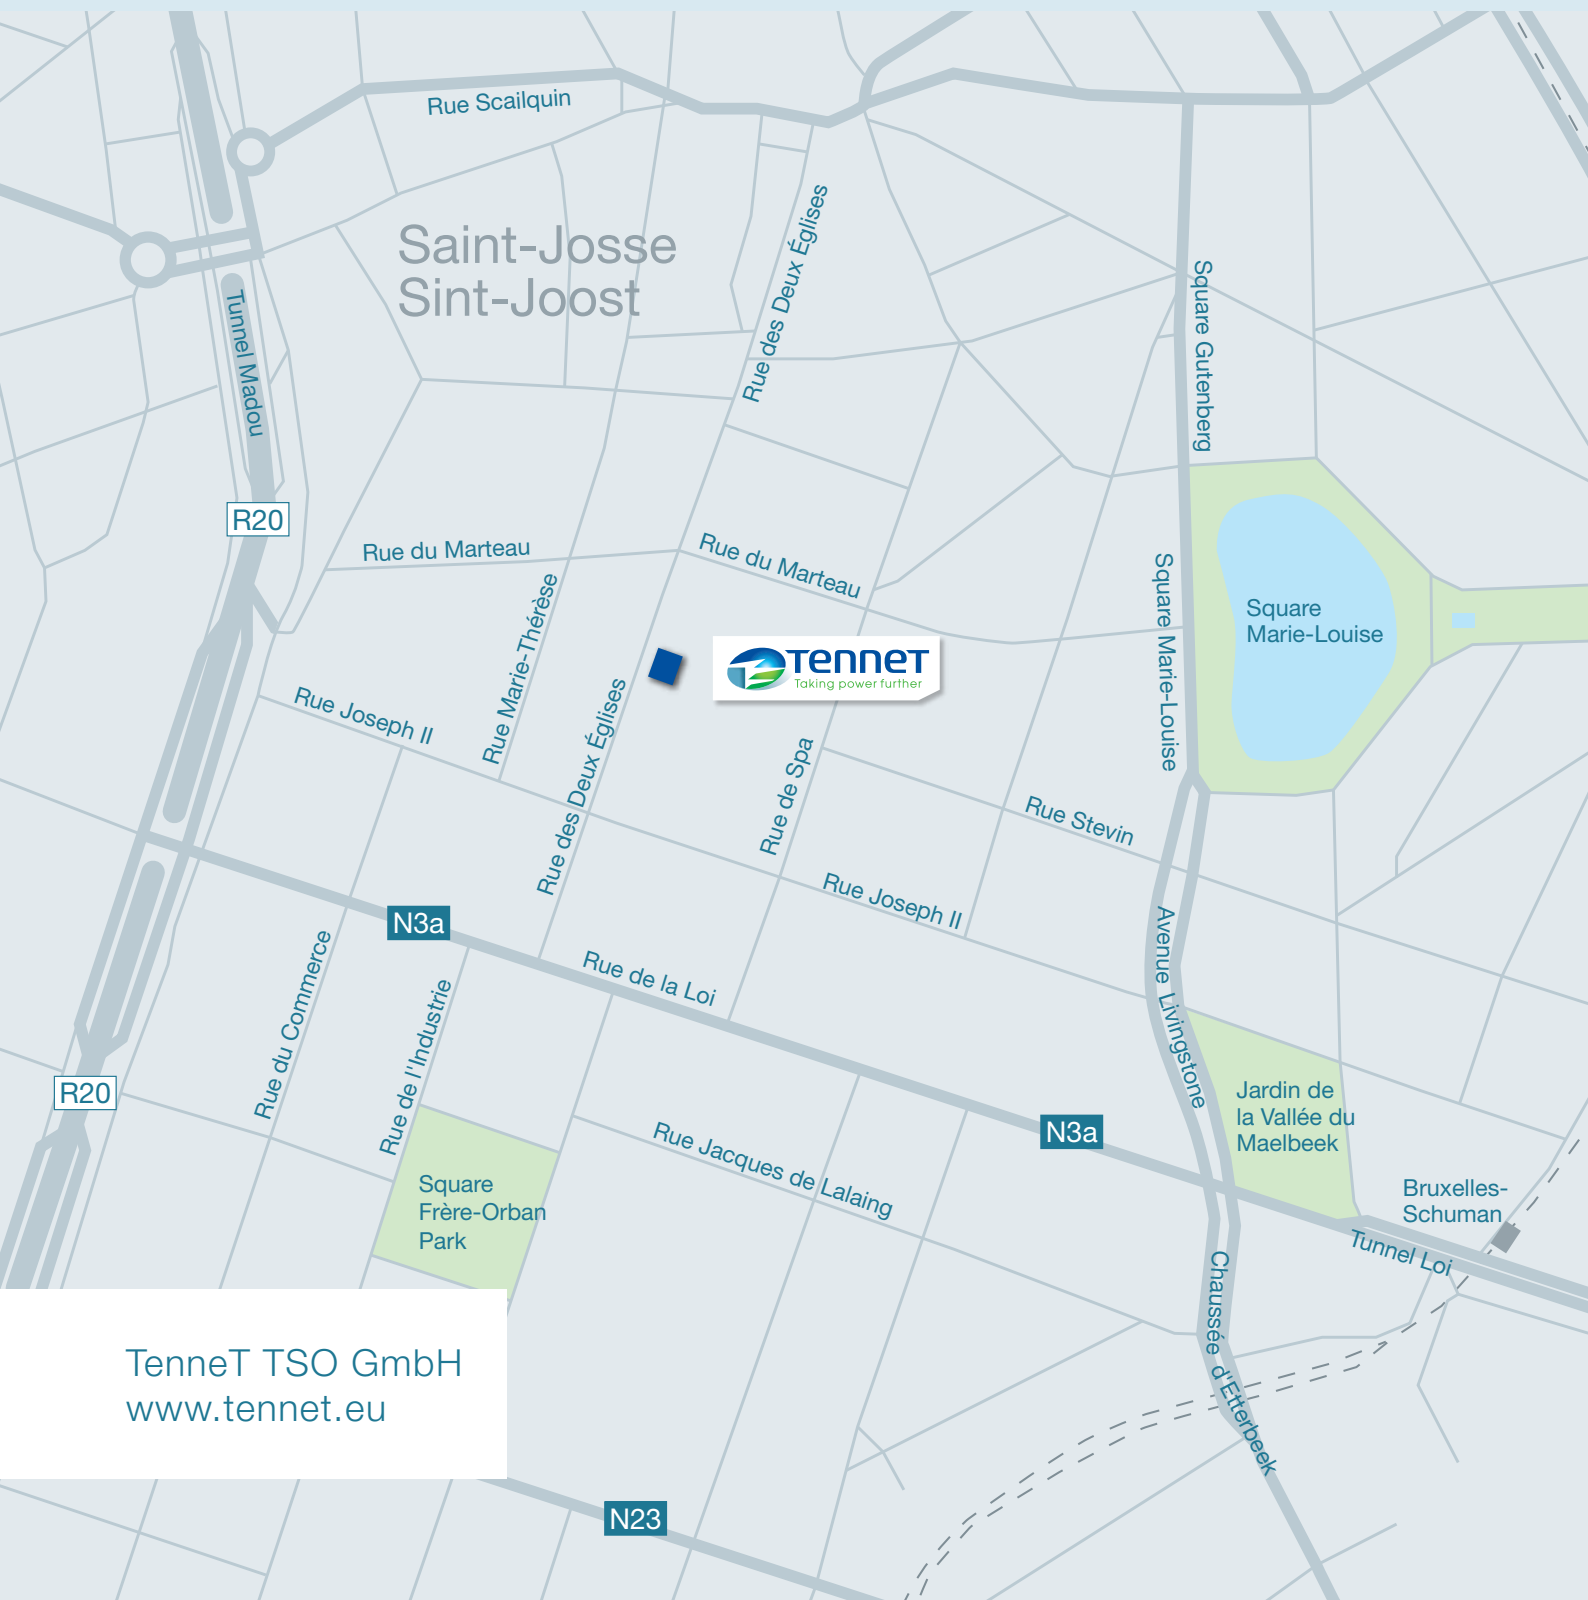 Rue Scailquin
Saint-Josse
Sint-Joost
Rue des Deux Églises
Square Gutenberg
Tunnel Madou
R20
Rue du Marteau
Rue du Marteau
Rue Marie-Thérèse
Square Marie-Louise
Square
Marie-Louise
TenneT
Taking power further
Rue Joseph II
Rue des Deux Églises
Rue de Spa
Rue Stevin
Rue Joseph II
N3a
Avenue Livingstone
Rue du Commerce
Rue de la Loi
Rue de l'Industrie
R20
Jardin de
la Vallée du
Maelbeek
N3a
Rue Jacques de Lalaing
Square
Frère-Orban
Park
Bruxelles-
Schuman
Tunnel Loi
Chaussée d'Etterbeek
TenneT TSO GmbH
www.tennet.eu
N23